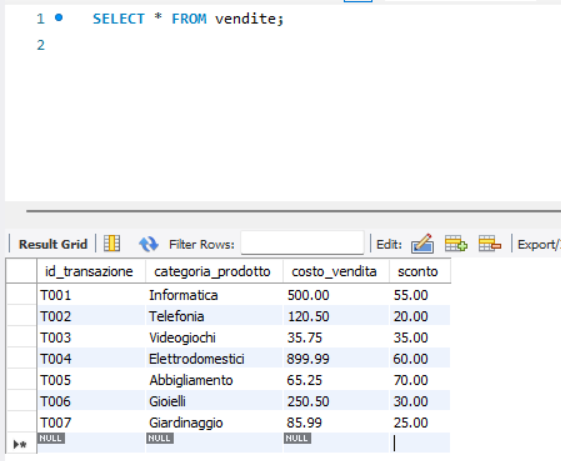 1 SELECT * FROM vendite;
2
Result Grid Filter Rows: Edit: Export/
id_transazione categoria_prodotto costo_vendita sconto
T001 Informatica 500.00 55.00
T002 Telefonia 120.50 20.00
T003 Videogiochi 35.75 35.00
T004 Elettrodomestici 899.99 60.00
T005 Abbigliamento 65.25 70.00
T006 Gioielli 250.50 30.00
T007 Giardinaggio 85.99 25.00
NULL NULL NULL